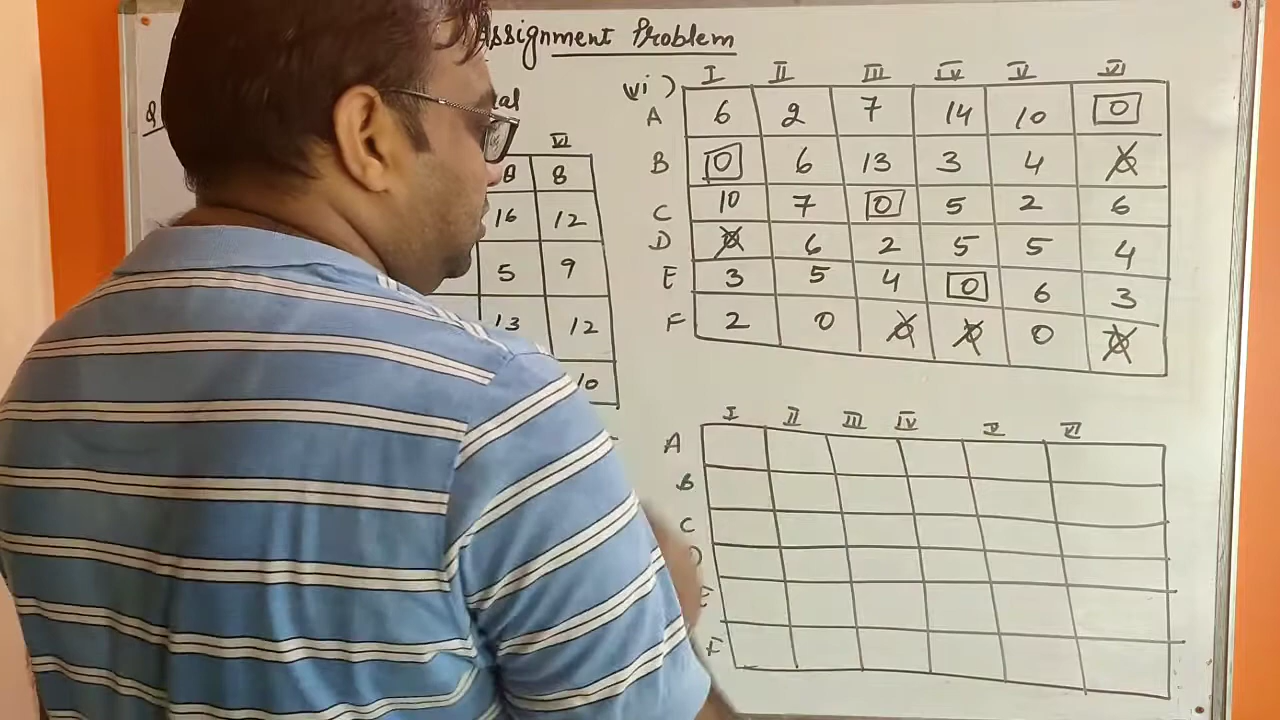 Assignment Problem
Q
VI
8 8
16 12
5 9
13 12
10
vi)
I II III IV V VI
A 6 2 7 14 10 0
B 0 6 13 3 4 0
C 10 7 0 5 2 6
D 0 6 2 5 5 4
E 3 5 4 0 6 3
F 2 0 0 0 0 0
I II III IV V VI
A
B
C
D
E
F